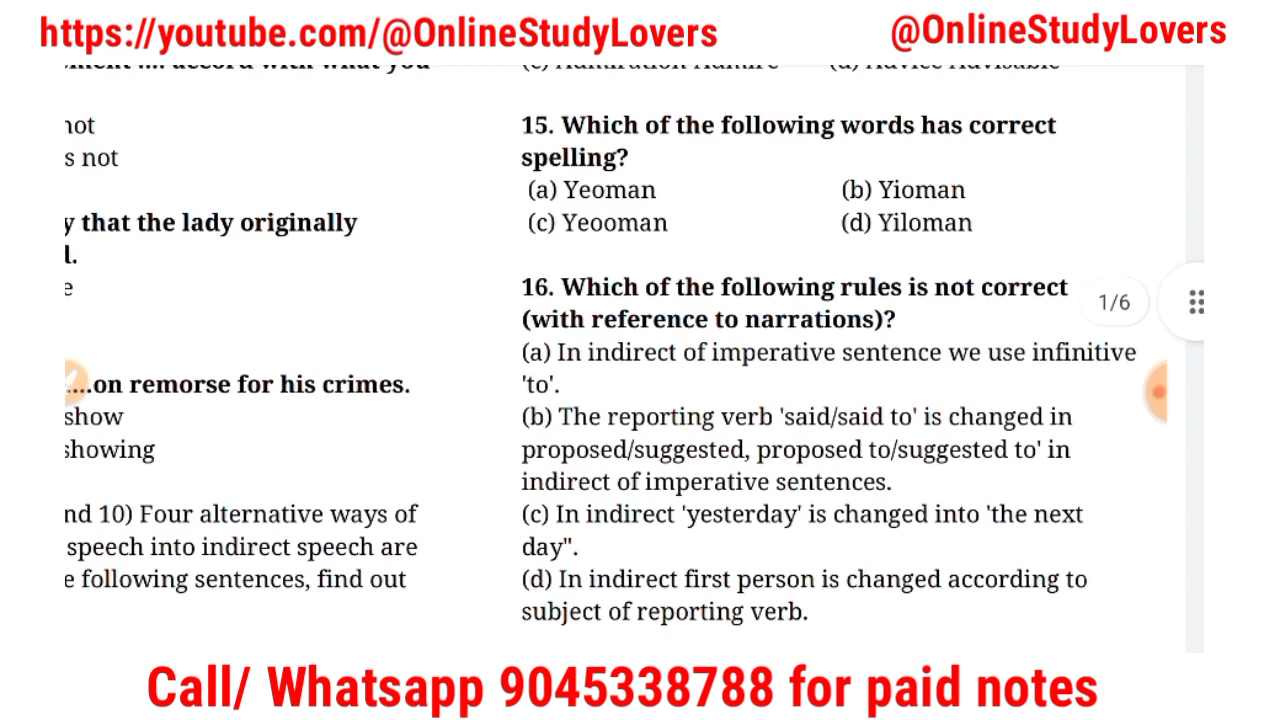 https://youtube.com/@OnlineStudyLovers
@OnlineStudyLovers
with what you
not
s not
y that the lady originally
l.
e
....on remorse for his crimes.
show
showing
nd 10) Four alternative ways of
speech into indirect speech are
e following sentences, find out
15. Which of the following words has correct
spelling?
(a) Yeoman (b) Yioman
(c) Yeooman (d) Yiloman
16. Which of the following rules is not correct
(with reference to narrations)?
(a) In indirect of imperative sentence we use infinitive
'to'.
(b) The reporting verb 'said/said to' is changed in
proposed/suggested, proposed to/suggested to' in
indirect of imperative sentences.
(c) In indirect 'yesterday' is changed into 'the next
day".
(d) In indirect first person is changed according to
subject of reporting verb.
1/6
Call/ Whatsapp 9045338788 for paid notes